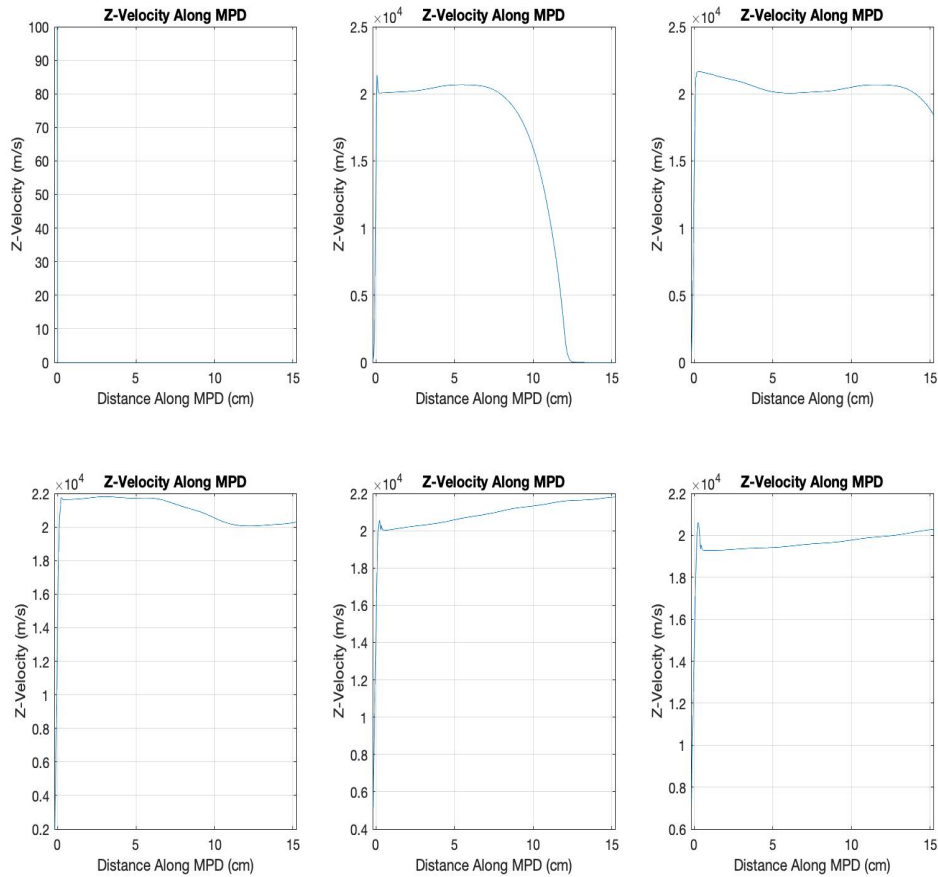 Z-Velocity Along MPD
Z-Velocity (m/s)
100
90
80
70
60
50
40
30
20
10
0
0 5 10 15
Distance Along MPD (cm)
Z-Velocity Along MPD
×10⁴
Z-Velocity (m/s)
2.5
2
1.5
1
0.5
0
0 5 10 15
Distance Along MPD (cm)
Z-Velocity Along MPD
×10⁴
Z-Velocity (m/s)
2.5
2
1.5
1
0.5
0
0 5 10 15
Distance Along (cm)
Z-Velocity Along MPD
×10⁴
Z-Velocity (m/s)
2.2
2
1.8
1.6
1.4
1.2
1
0.8
0.6
0.4
0.2
0 5 10 15
Distance Along MPD (cm)
Z-Velocity Along MPD
×10⁴
Z-Velocity (m/s)
2.2
2
1.8
1.6
1.4
1.2
1
0.8
0.6
0.4
0 5 10 15
Distance Along MPD (cm)
Z-Velocity Along MPD
×10⁴
Z-Velocity (m/s)
2.2
2
1.8
1.6
1.4
1.2
1
0.8
0.6
0 5 10 15
Distance Along MPD (cm)